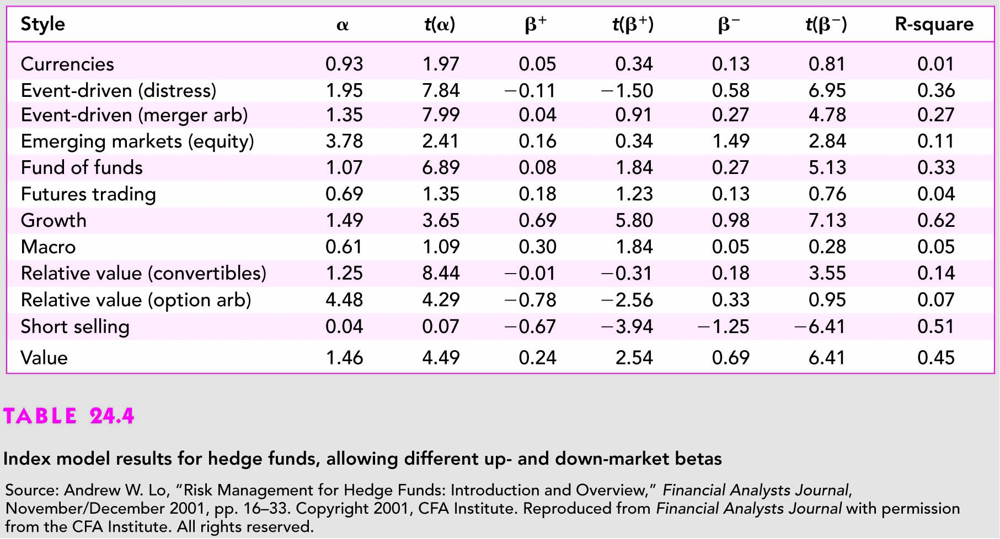 Style α t(α) β⁺ t(β⁺) β⁻ t(β⁻) R-square
Currencies 0.93 1.97 0.05 0.34 0.13 0.81 0.01
Event-driven (distress) 1.95 7.84 −0.11 −1.50 0.58 6.95 0.36
Event-driven (merger arb) 1.35 7.99 0.04 0.91 0.27 4.78 0.27
Emerging markets (equity) 3.78 2.41 0.16 0.34 1.49 2.84 0.11
Fund of funds 1.07 6.89 0.08 1.84 0.27 5.13 0.33
Futures trading 0.69 1.35 0.18 1.23 0.13 0.76 0.04
Growth 1.49 3.65 0.69 5.80 0.98 7.13 0.62
Macro 0.61 1.09 0.30 1.84 0.05 0.28 0.05
Relative value (convertibles) 1.25 8.44 −0.01 −0.31 0.18 3.55 0.14
Relative value (option arb) 4.48 4.29 −0.78 −2.56 0.33 0.95 0.07
Short selling 0.04 0.07 −0.67 −3.94 −1.25 −6.41 0.51
Value 1.46 4.49 0.24 2.54 0.69 6.41 0.45
TABLE 24.4
Index model results for hedge funds, allowing different up- and down-market betas
Source: Andrew W. Lo, “Risk Management for Hedge Funds: Introduction and Overview,” Financial Analysts Journal,
November/December 2001, pp. 16–33. Copyright 2001, CFA Institute. Reproduced from Financial Analysts Journal with permission
from the CFA Institute. All rights reserved.